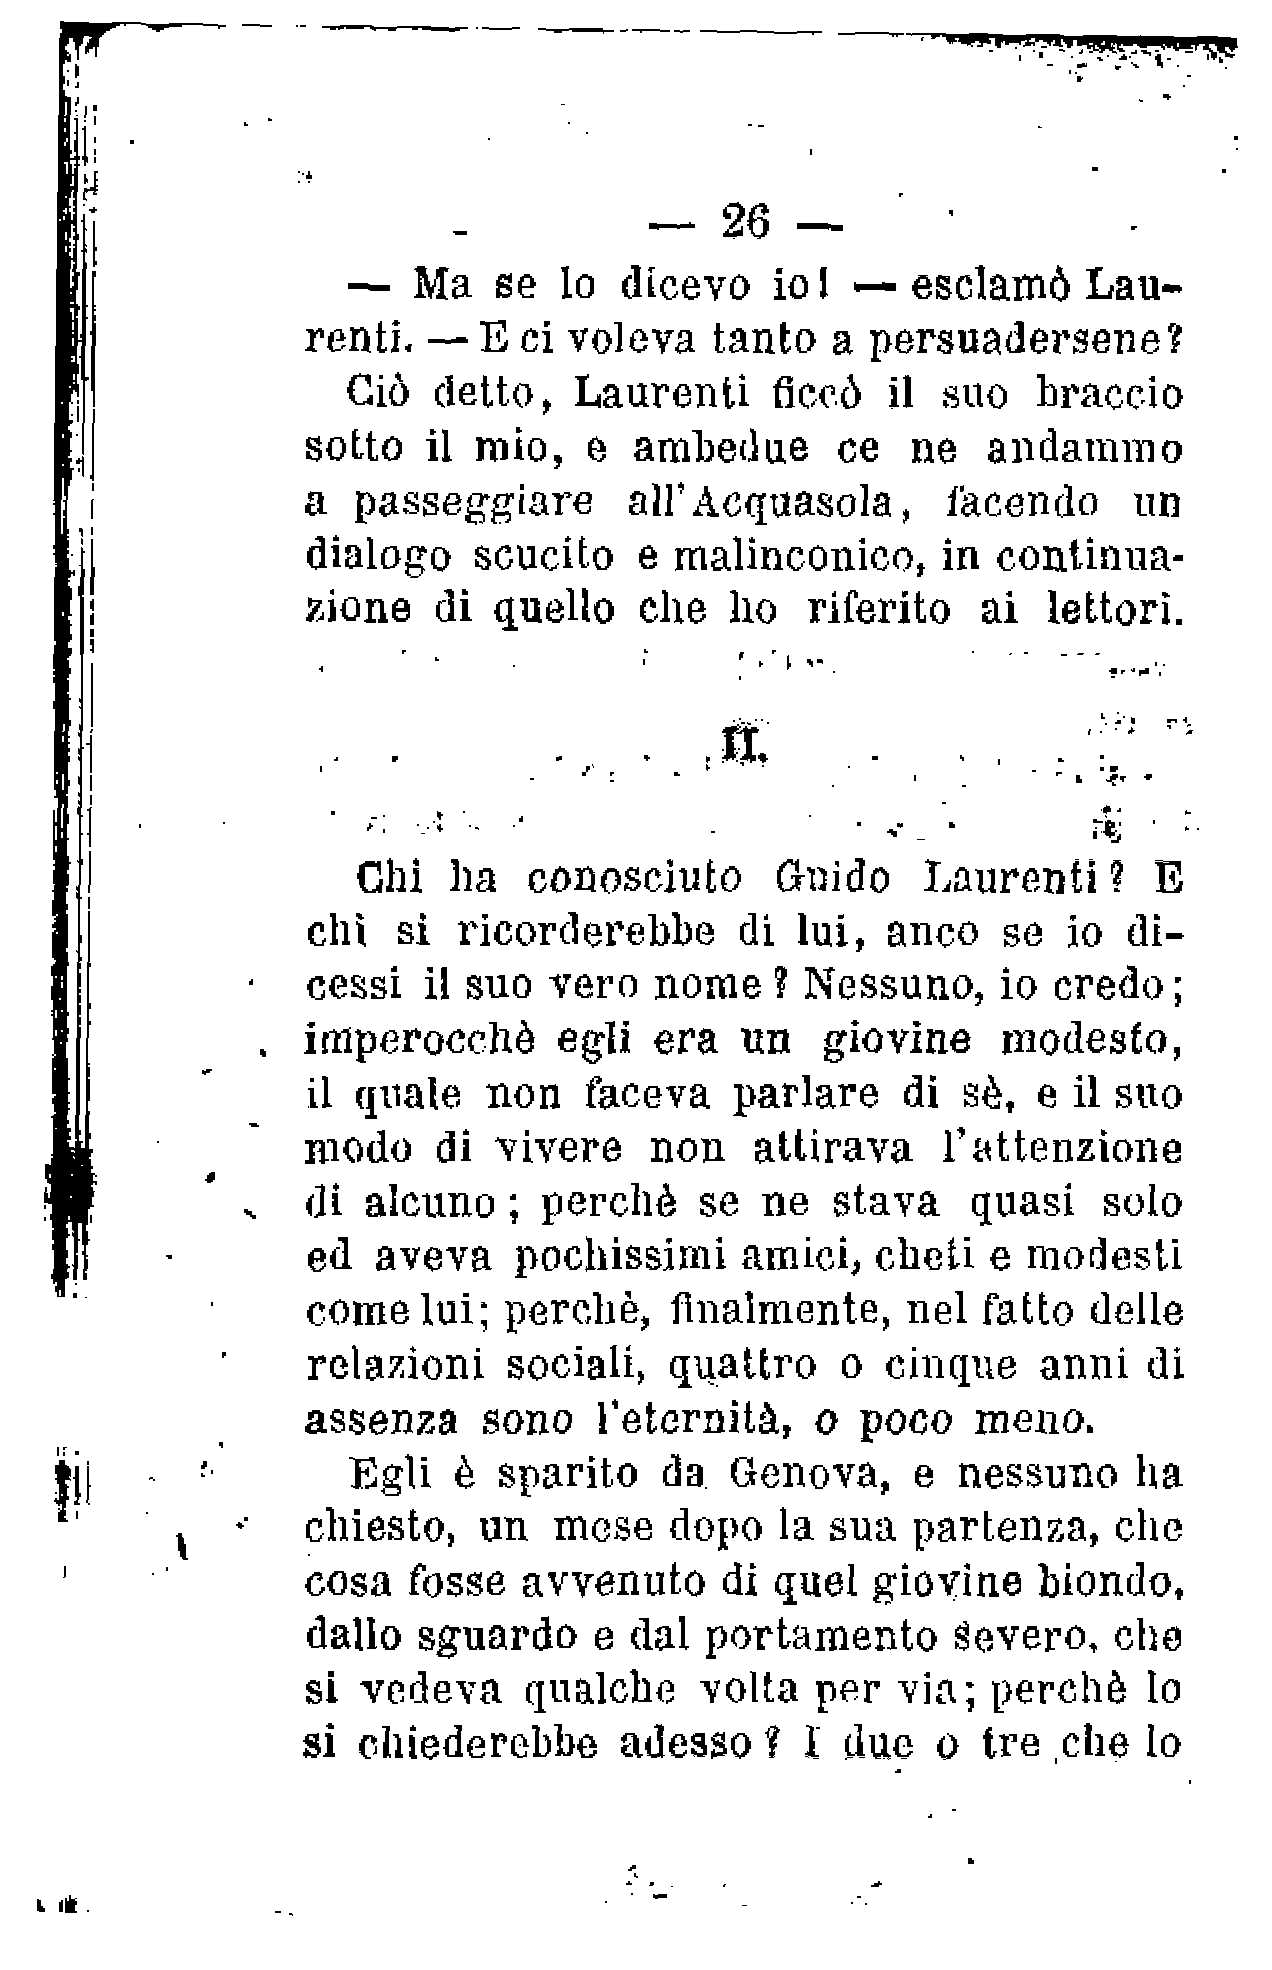 — 26 —
— Ma se lo dicevo io! — esclamò Lau-
renti. — E ci voleva tanto a persuadersene?
Ciò detto, Laurenti ficcò il suo braccio
sotto il mio, e ambedue ce ne andammo
a passeggiare all'Acquasola, facendo un
dialogo scucito e malinconico, in continua-
zione di quello che ho riferito ai lettori.
II.
Chi ha conosciuto Guido Laurenti? E
chi si ricorderebbe di lui, anco se io di-
cessi il suo vero nome? Nessuno, io credo;
imperocchè egli era un giovine modesto,
il quale non faceva parlare di sè, e il suo
modo di vivere non attirava l'attenzione
di alcuno; perchè se ne stava quasi solo
ed aveva pochissimi amici, cheti e modesti
come lui; perchè, finalmente, nel fatto delle
relazioni sociali, quattro o cinque anni di
assenza sono l'eternità, o poco meno.
Egli è sparito da Genova, e nessuno ha
chiesto, un mese dopo la sua partenza, che
cosa fosse avvenuto di quel giovine biondo,
dallo sguardo e dal portamento severo, che
si vedeva qualche volta per via; perchè lo
si chiederebbe adesso? I due o tre che lo